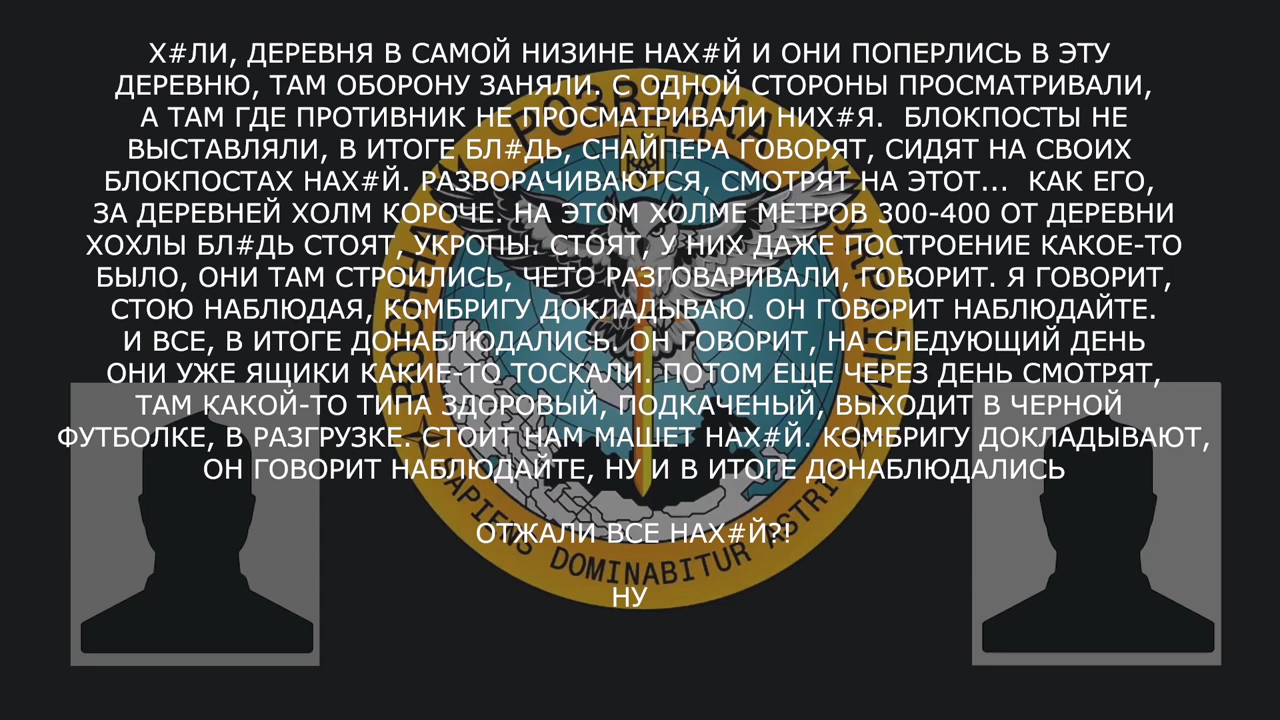 Х#ЛИ, ДЕРЕВНЯ В САМОЙ НИЗИНЕ НАХ#Й И ОНИ ПОПЕРЛИСЬ В ЭТУ
ДЕРЕВНЮ, ТАМ ОБОРОНУ ЗАНЯЛИ. С ОДНОЙ СТОРОНЫ ПРОСМАТРИВАЛИ,
А ТАМ ГДЕ ПРОТИВНИК НЕ ПРОСМАТРИВАЛИ НИХ#Я.  БЛОКПОСТЫ НЕ
ВЫСТАВЛЯЛИ, В ИТОГЕ БЛ#ДЬ, СНАЙПЕРА ГОВОРЯТ, СИДЯТ НА СВОИХ
БЛОКПОСТАХ НАХ#Й. РАЗВОРАЧИВАЮТСЯ, СМОТРЯТ НА ЭТОТ...  КАК ЕГО,
ЗА ДЕРЕВНЕЙ ХОЛМ КОРОЧЕ. НА ЭТОМ ХОЛМЕ МЕТРОВ 300-400 ОТ ДЕРЕВНИ
ХОХЛЫ БЛ#ДЬ СТОЯТ, УКРОПЫ. СТОЯТ, У НИХ ДАЖЕ ПОСТРОЕНИЕ КАКОЕ-ТО
БЫЛО, ОНИ ТАМ СТРОИЛИСЬ, ЧЕТО РАЗГОВАРИВАЛИ, ГОВОРИТ. Я ГОВОРИТ,
СТОЮ НАБЛЮДАЯ, КОМБРИГУ ДОКЛАДЫВАЮ. ОН ГОВОРИТ НАБЛЮДАЙТЕ.
И ВСЕ, В ИТОГЕ ДОНАБЛЮДАЛИСЬ. ОН ГОВОРИТ, НА СЛЕДУЮЩИЙ ДЕНЬ
ОНИ УЖЕ ЯЩИКИ КАКИЕ-ТО ТОСКАЛИ. ПОТОМ ЕЩЕ ЧЕРЕЗ ДЕНЬ СМОТРЯТ,
ТАМ КАКОЙ-ТО ТИПА ЗДОРОВЫЙ, ПОДКАЧЕНЫЙ, ВЫХОДИТ В ЧЕРНОЙ
ФУТБОЛКЕ, В РАЗГРУЗКЕ. СТОИТ НАМ МАШЕТ НАХ#Й. КОМБРИГУ ДОКЛАДЫВАЮТ,
ОН ГОВОРИТ НАБЛЮДАЙТЕ, НУ И В ИТОГЕ ДОНАБЛЮДАЛИСЬ
ОТЖАЛИ ВСЕ НАХ#Й?!
НУ
РОЗВІДКА
SAPIENS DOMINABITUR ASTRIS